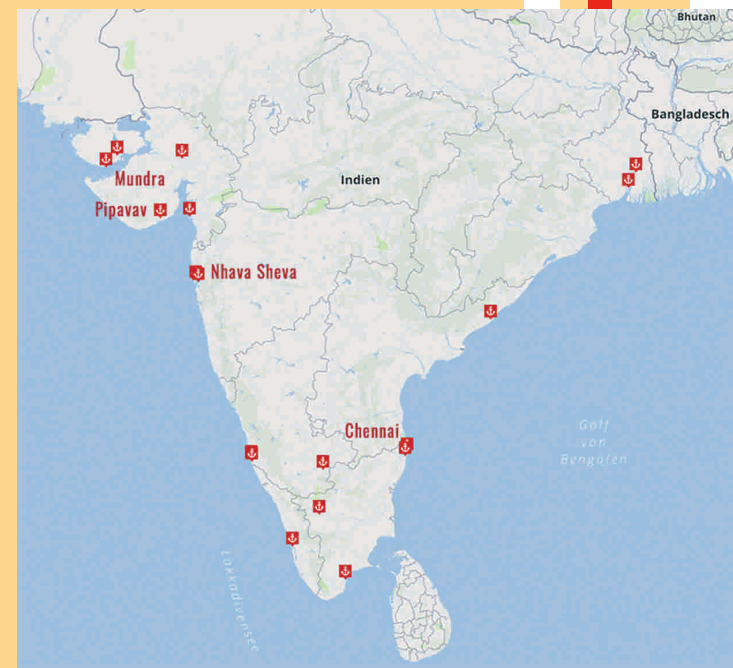 Bhutan
Bangladesch
Indien
Mundra
Pipavav
Nhava Sheva
Chennai
Golf
von
Bengalen
Lakkadivensee